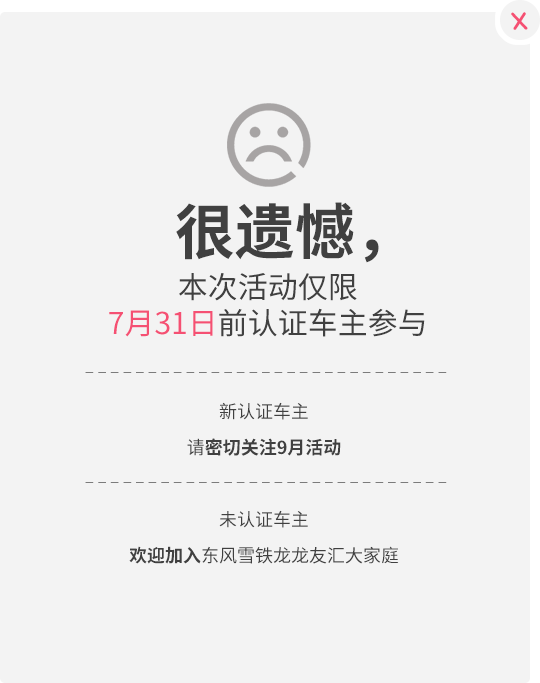 很遗憾，
本次活动仅限
7月31日前认证车主参与
新认证车主
请密切关注9月活动
未认证车主
欢迎加入东风雪铁龙龙友汇大家庭